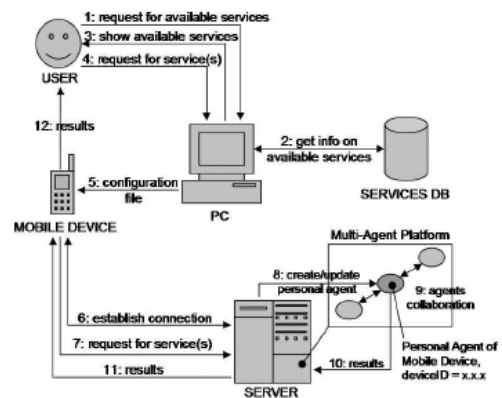 1: request for available services
3: show available services
4: request for service(s)
USER
12: results
2: get info on
available services
5: configuration
file
SERVICES DB
PC
MOBILE DEVICE
Multi-Agent Platform
8: create/update
personal agent
9: agents
collaboration
6: establish connection
7: request for service(s)
Personal Agent of
Mobile Device,
deviceID = x.x.x
10: results
11: results
SERVER